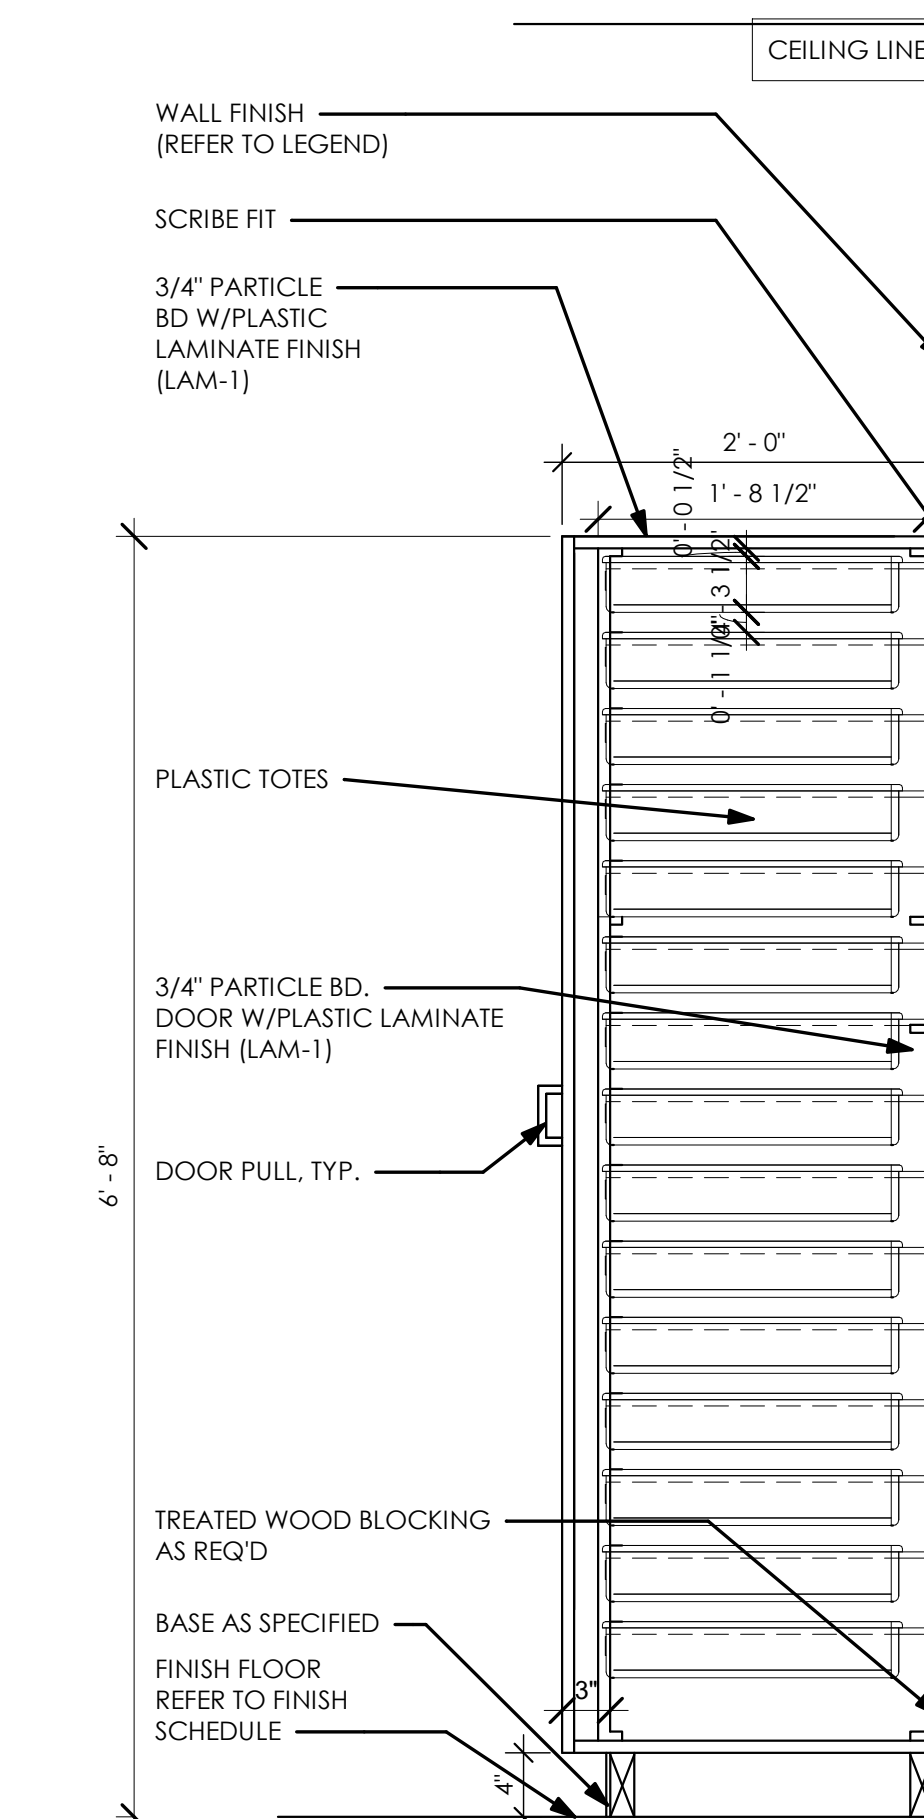 CEILING LINE
WALL FINISH
(REFER TO LEGEND)
SCRIBE FIT
3/4" PARTICLE
BD W/PLASTIC
LAMINATE FINISH
(LAM-1)
2' - 0"
1' - 8 1/2"
0' - 0 1/2"
PLASTIC TOTES
3/4" PARTICLE BD.
DOOR W/PLASTIC LAMINATE
FINISH (LAM-1)
6' - 8"
DOOR PULL, TYP.
TREATED WOOD BLOCKING
AS REQ'D
BASE AS SPECIFIED
FINISH FLOOR
REFER TO FINISH
SCHEDULE
3"
4"